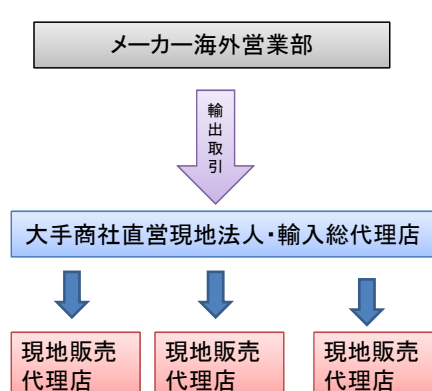 メーカー海外営業部
輸出取引
大手商社直営現地法人・輸入総代店
現地販売
代理店
現地販売
代理店
現地販売
代理店